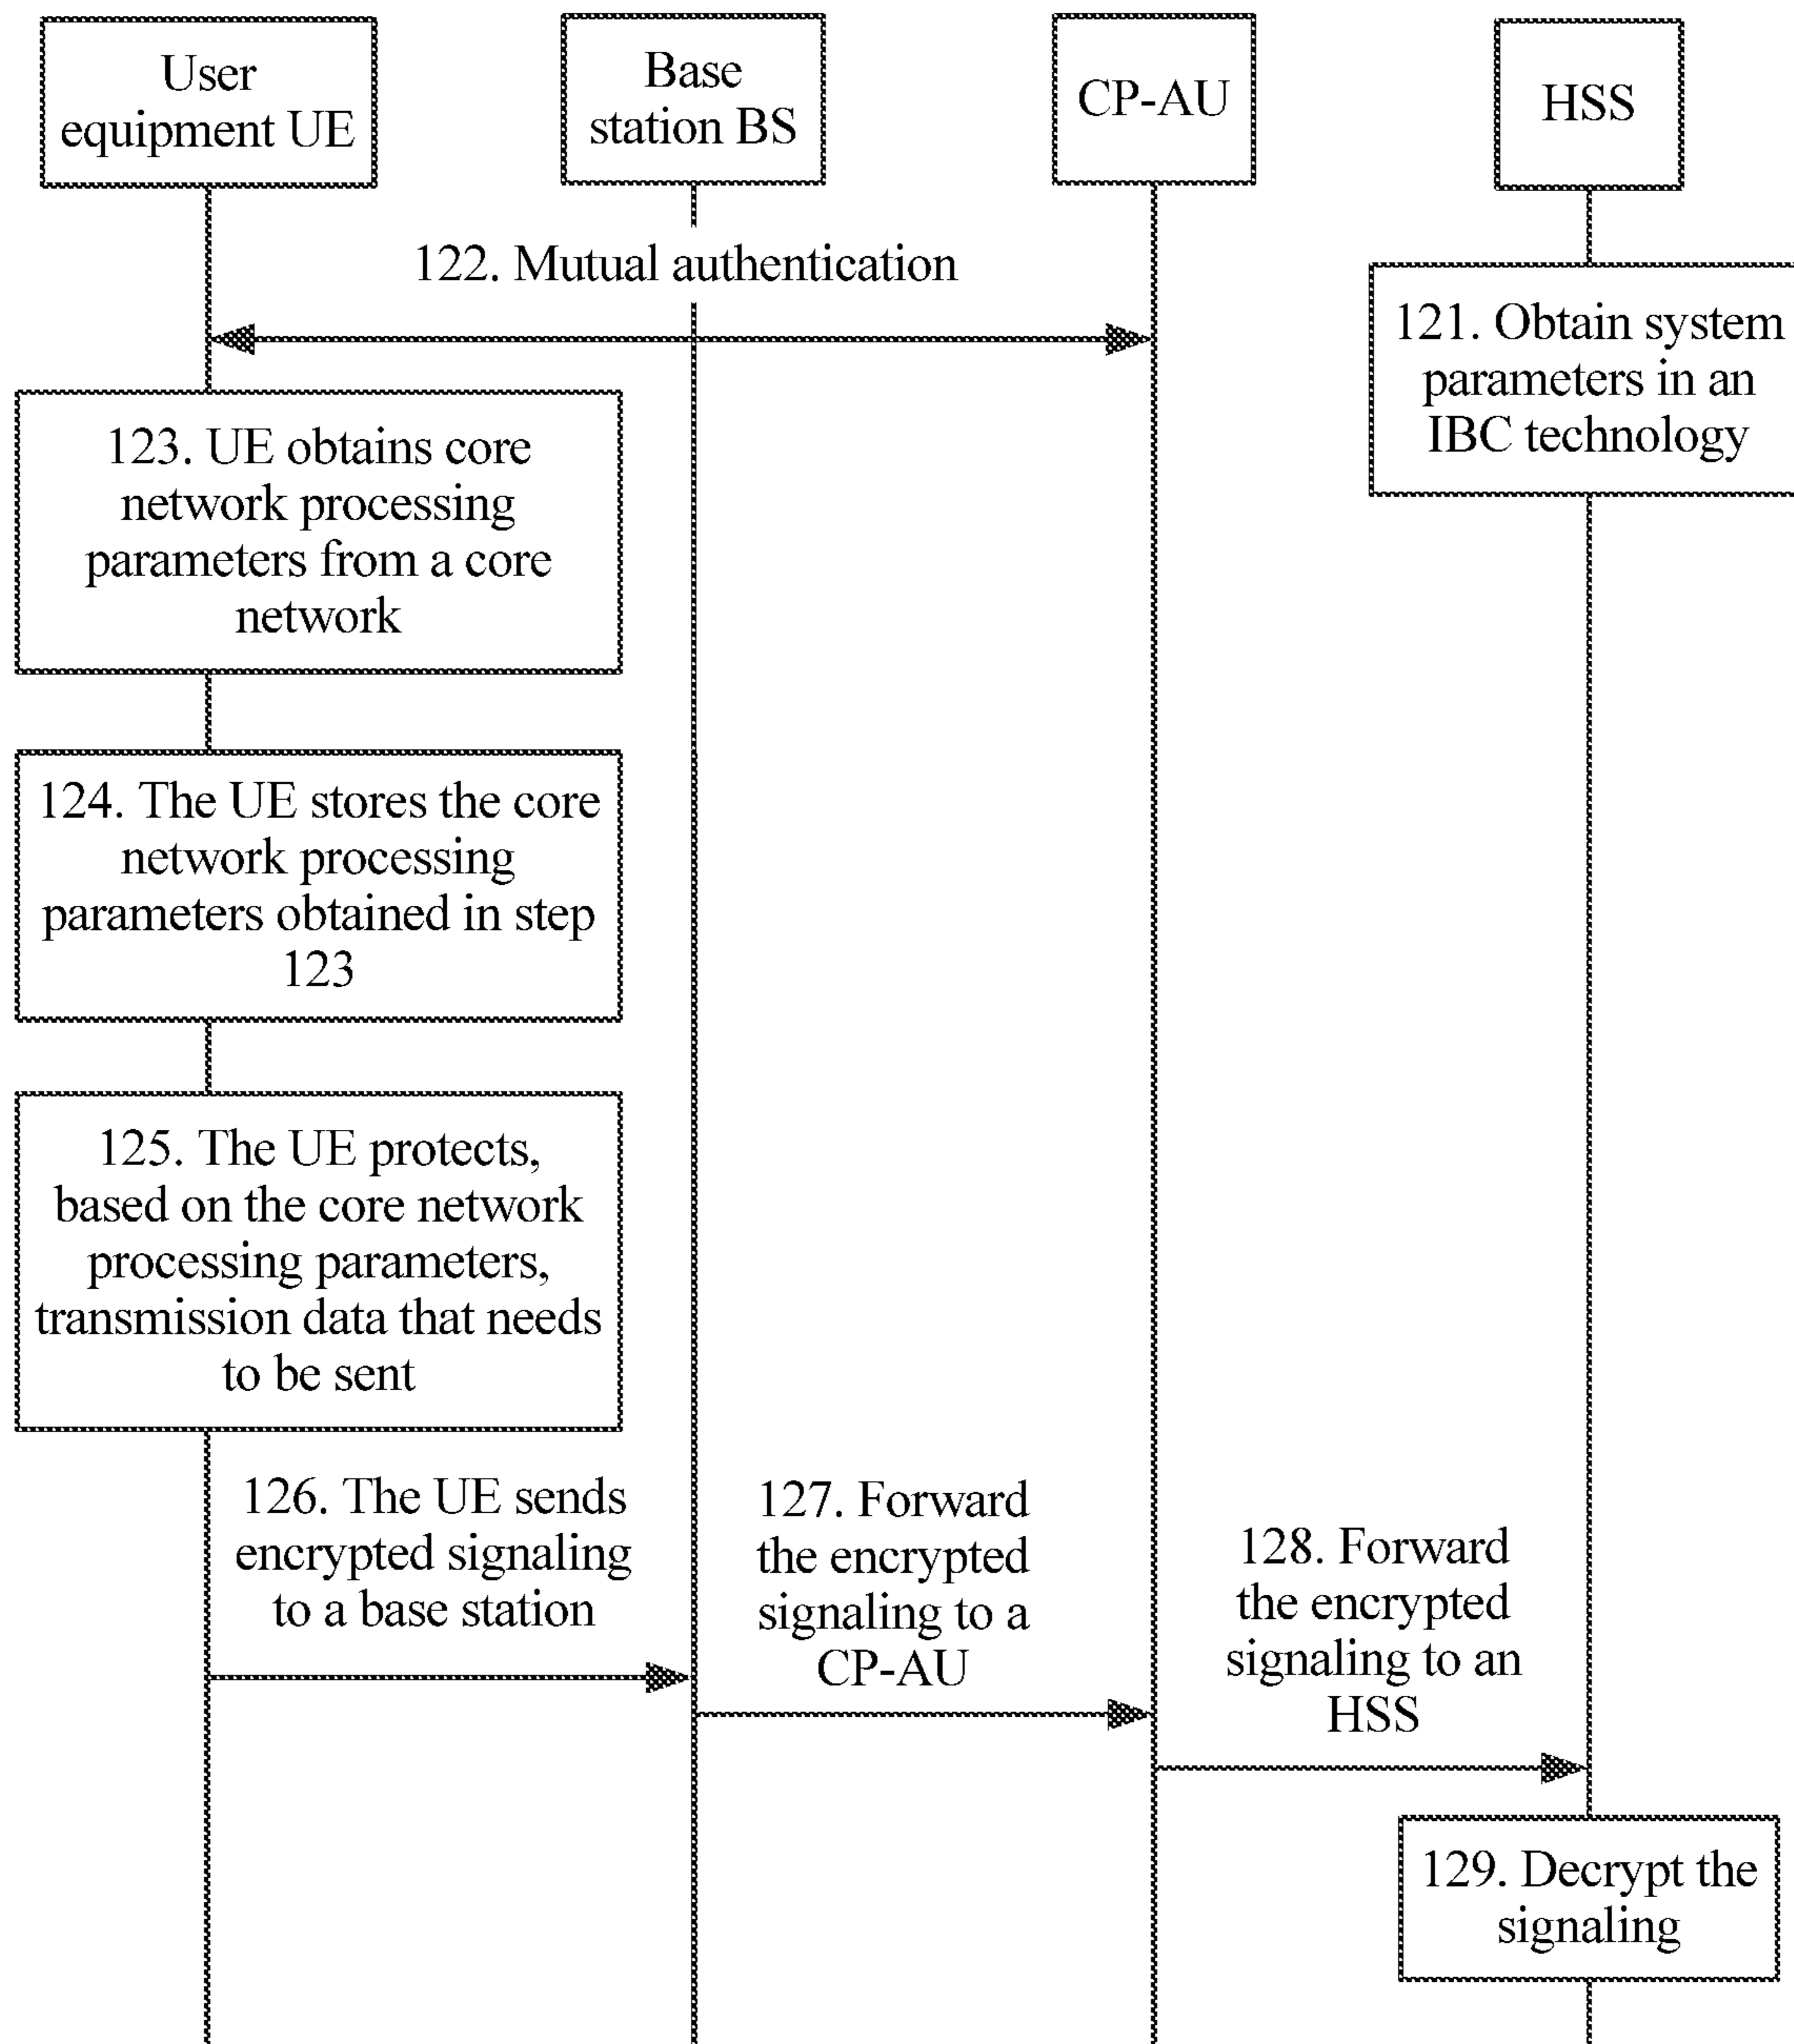 User
equipment UE
Base
station BS
CP-AU
HSS
122. Mutual authentication
121. Obtain system
parameters in an
IBC technology
123. UE obtains core
network processing
parameters from a core
network
124. The UE stores the core
network processing
parameters obtained in step
123
125. The UE protects,
based on the core network
processing parameters,
transmission data that needs
to be sent
126. The UE sends
encrypted signaling
to a base station
127. Forward
the encrypted
signaling to a
CP-AU
128. Forward
the encrypted
signaling to an
HSS
129. Decrypt the
signaling